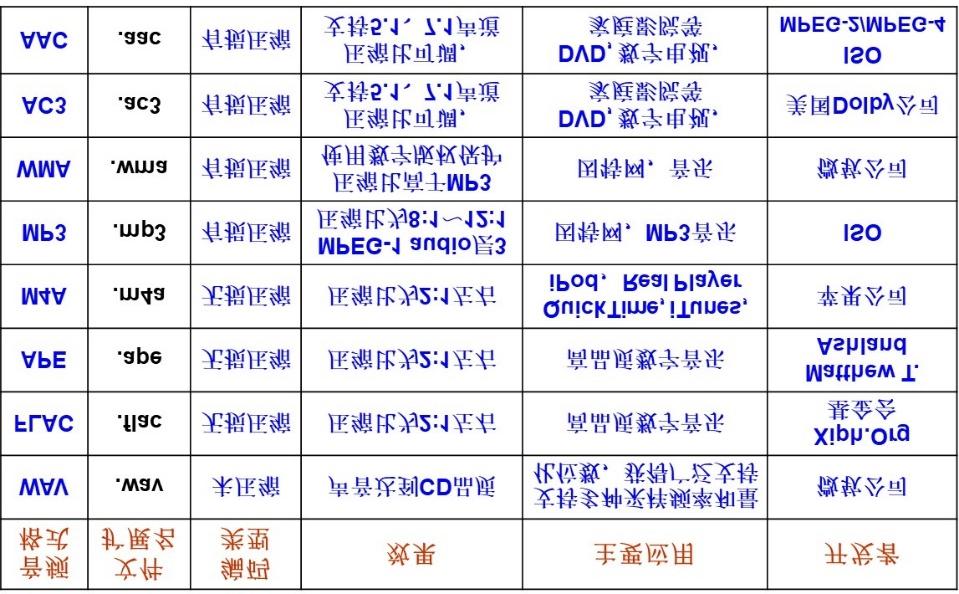 音频
格式
文件
扩展名
编码
类型
效果
主要应用
开发者
WAV
.wav
未压缩
声音达到CD品质
支持多种采样频率和量
化位数，获得广泛支持
微软公司
FLAC
.flac
无损压缩
压缩比为2:1左右
高品质数字音乐
Xiph.Org
基金会
APE
.ape
无损压缩
压缩比为2:1左右
高品质数字音乐
Matthew T.
Ashland
M4A
.m4a
无损压缩
压缩比为2:1左右
QuickTime, iTunes,
iPod，Real Player
苹果公司
MP3
.mp3
有损压缩
MPEG-1 audio层3
压缩比为8:1～12:1
因特网，MP3音乐
ISO
WMA
.wma
有损压缩
压缩比高于MP3
使用数字版权保护
因特网，音乐
微软公司
AC3
.ac3
有损压缩
压缩比可调，
支持5.1、7.1声道
DVD, 数字电视，
家庭影院等
美国Dolby公司
AAC
.aac
有损压缩
压缩比可调，
支持5.1、7.1声道
DVD, 数字电视，
家庭影院等
ISO
MPEG-2/MPEG-4